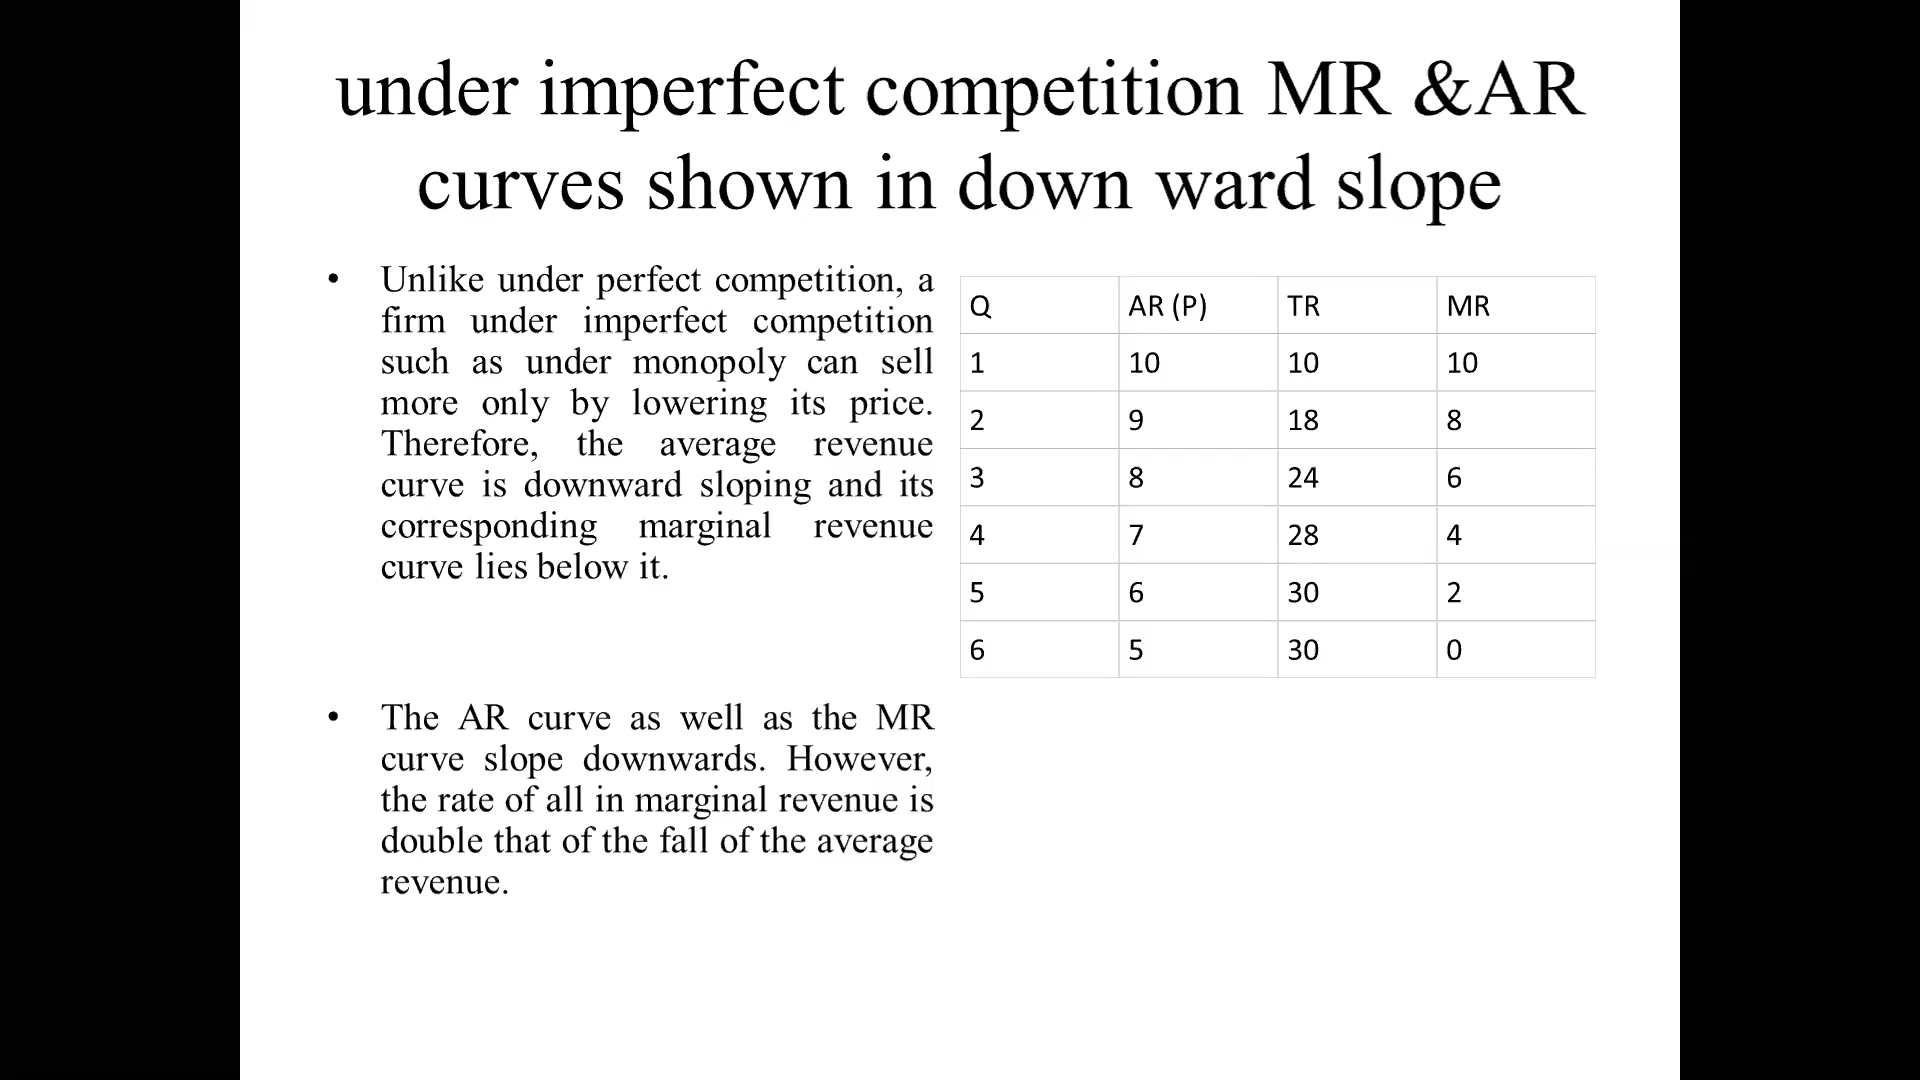 under imperfect competition MR &AR
curves shown in down ward slope
• Unlike under perfect competition, a
firm under imperfect competition
such as under monopoly can sell
more only by lowering its price.
Therefore, the average revenue
curve is downward sloping and its
corresponding marginal revenue
curve lies below it.
• The AR curve as well as the MR
curve slope downwards. However,
the rate of all in marginal revenue is
double that of the fall of the average
revenue.
Q AR (P) TR MR
1 10 10 10
2 9 18 8
3 8 24 6
4 7 28 4
5 6 30 2
6 5 30 0